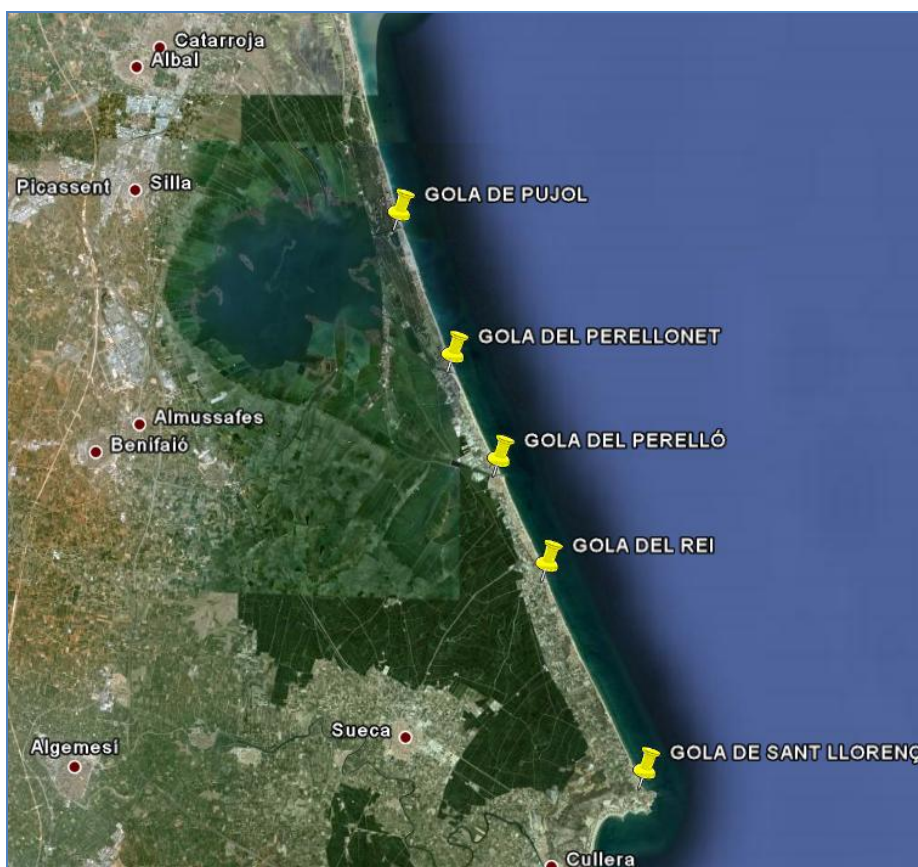 Catarroja
Albal
Picassent
Silla
GOLA DE PUJOL
GOLA DEL PERELLONET
Almussafes
GOLA DEL PERELLÓ
Benifaió
GOLA DEL REI
Sueca
Algemesí
GOLA DE SANT LLORENÇ
Cullera